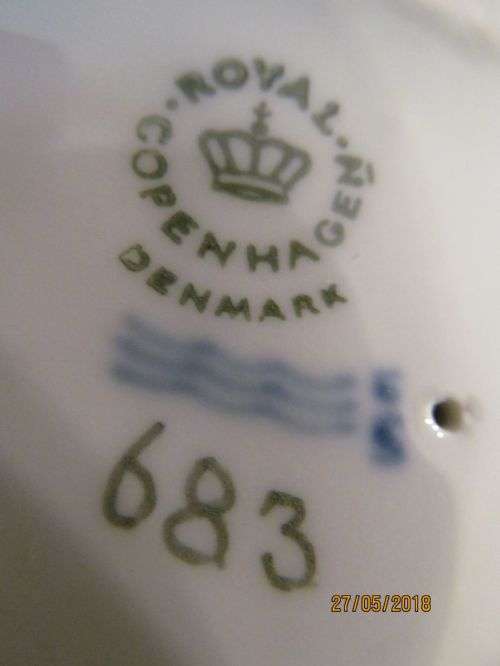 ROYAL
COPENHAGEN
DENMARK
683
27/05/2018